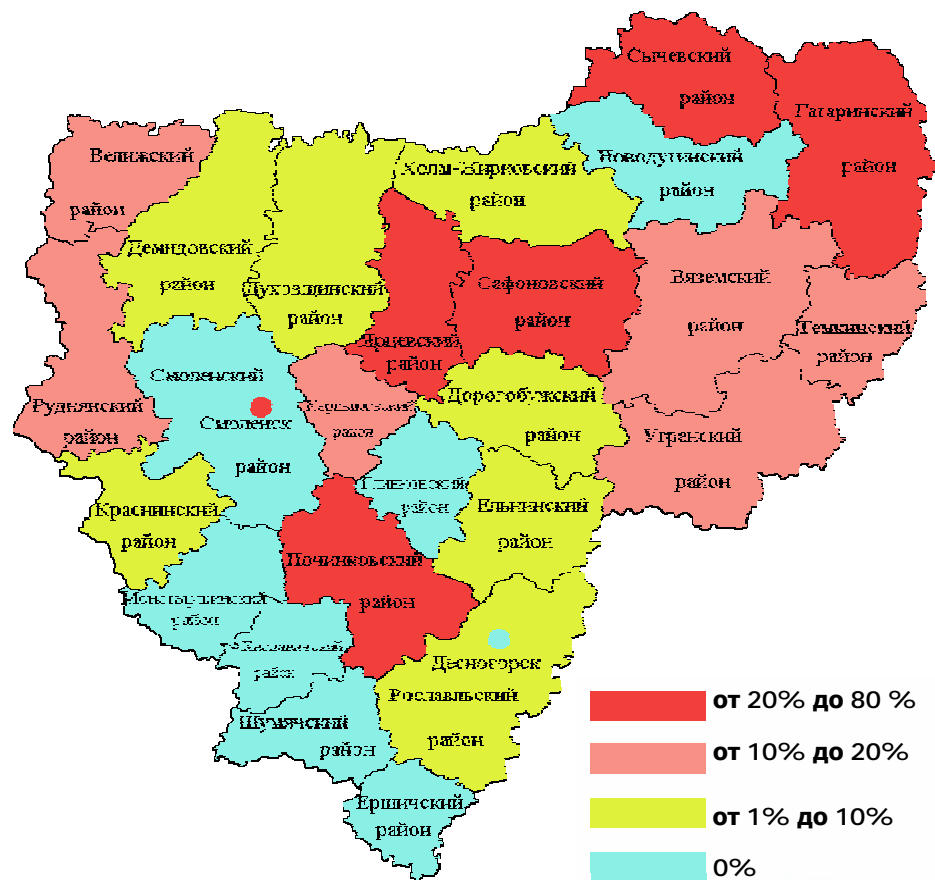 Сычевский
район
Гагаринский
район
Велижский
район
Холм-Жирковский
район
Новодугинский
район
Демидовский
район
Духовщинский
район
Сафоновский
район
Вяземский
район
Темкинский
район
Ярцевский
район
Смоленский
Смоленск
район
Руднянский
район
район
Дорогобужский
район
Угранский
район
Глинковский
район
Ельнинский
район
Краснинский
район
Починковский
район
Монастырщинский
район
район
Десногорск
Рославльский
район
Шумячский
район
Ершичский
район
от 20% до 80 %
от 10% до 20%
от 1% до 10%
0%